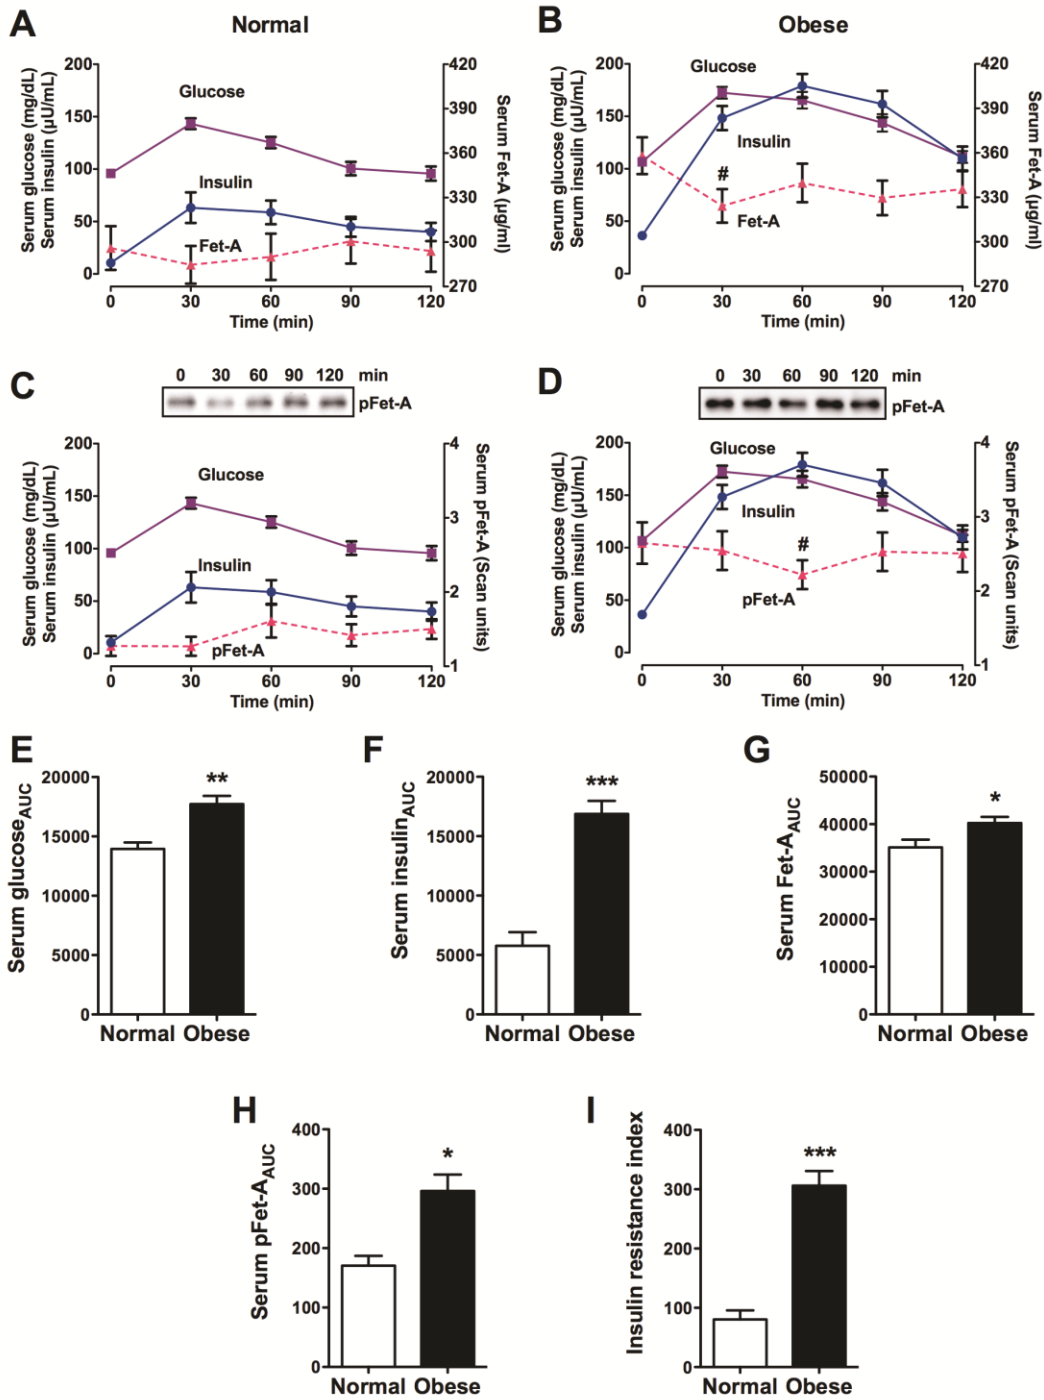 A
Normal
Serum glucose (mg/dL)
Serum insulin (µU/mL)
200
150
100
50
0
Glucose
Insulin
Fet-A
420
390
360
330
300
270
Serum Fet-A (µg/ml)
0 30 60 90 120
Time (min)
B
Obese
Serum glucose (mg/dL)
Serum insulin (µU/mL)
200
150
100
50
0
Glucose
Insulin
#
Fet-A
420
390
360
330
300
270
Serum Fet-A (µg/ml)
0 30 60 90 120
Time (min)
C
0 30 60 90 120 min
pFet-A
Serum glucose (mg/dL)
Serum insulin (µU/mL)
200
150
100
50
0
Glucose
Insulin
pFet-A
4
3
2
1
Serum pFet-A (Scan units)
0 30 60 90 120
Time (min)
D
0 30 60 90 120 min
pFet-A
Serum glucose (mg/dL)
Serum insulin (µU/mL)
200
150
100
50
0
Glucose
Insulin
#
pFet-A
4
3
2
1
Serum pFet-A (Scan units)
0 30 60 90 120
Time (min)
E
Serum glucoseAUC
20000
15000
10000
5000
0
**
Normal Obese
F
Serum insulinAUC
20000
15000
10000
5000
0
***
Normal Obese
G
Serum Fet-AAUC
50000
40000
30000
20000
10000
0
*
Normal Obese
H
Serum pFet-AAUC
400
300
200
100
0
*
Normal Obese
I
Insulin resistance index
400
300
200
100
0
***
Normal Obese